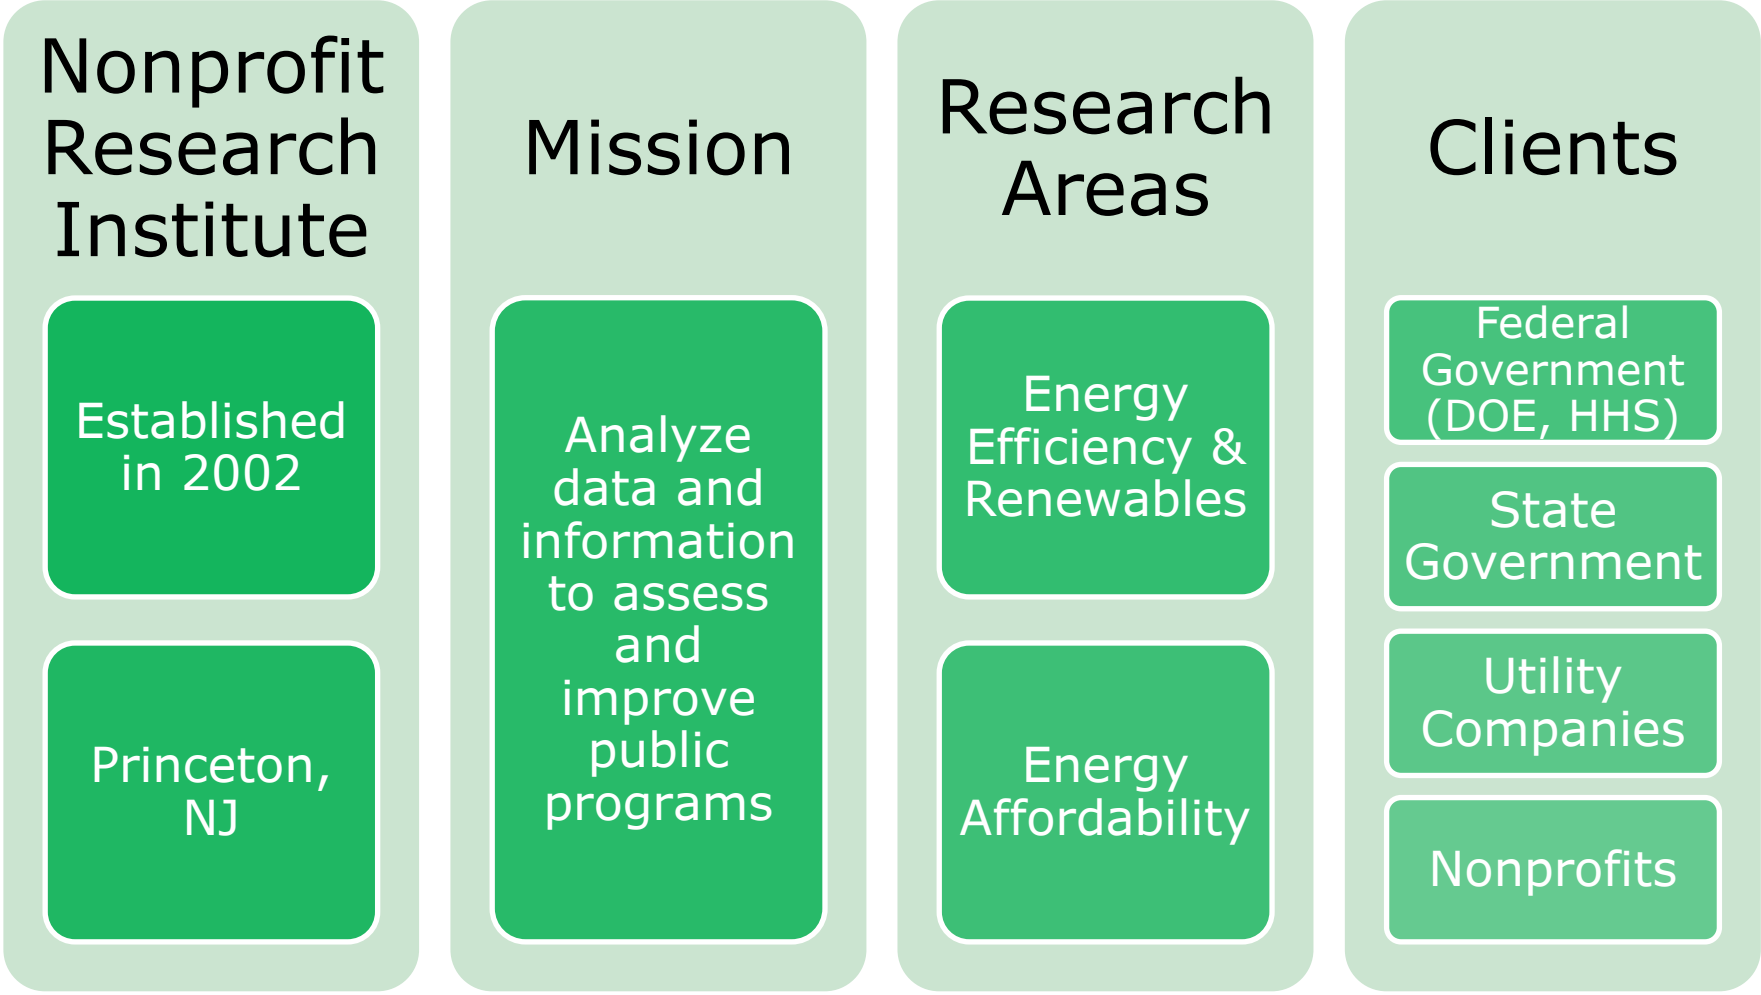 Nonprofit
Research
Institute
Established
in 2002
Princeton,
NJ
Mission
Analyze
data and
information
to assess
and
improve
public
programs
Research
Areas
Energy
Efficiency &
Renewables
Energy
Affordability
Clients
Federal
Government
(DOE, HHS)
State
Government
Utility
Companies
Nonprofits